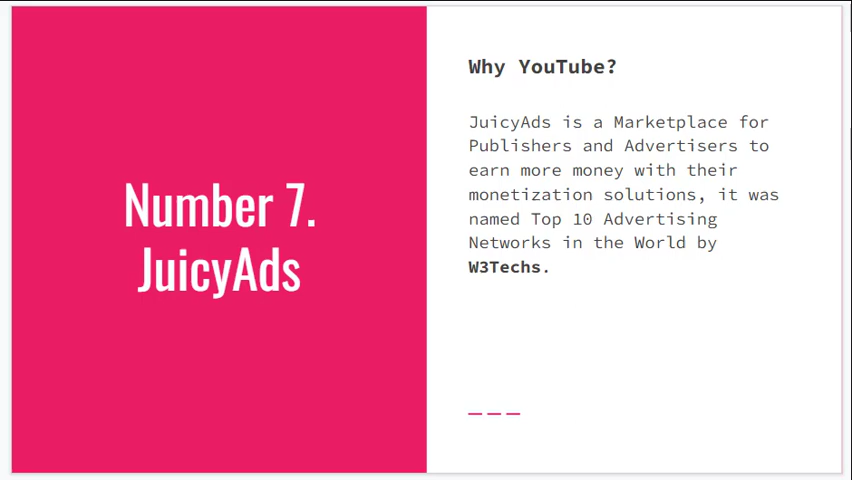 Number 7.
JuicyAds
Why YouTube?
JuicyAds is a Marketplace for
Publishers and Advertisers to
earn more money with their
monetization solutions, it was
named Top 10 Advertising
Networks in the World by
W3Techs.